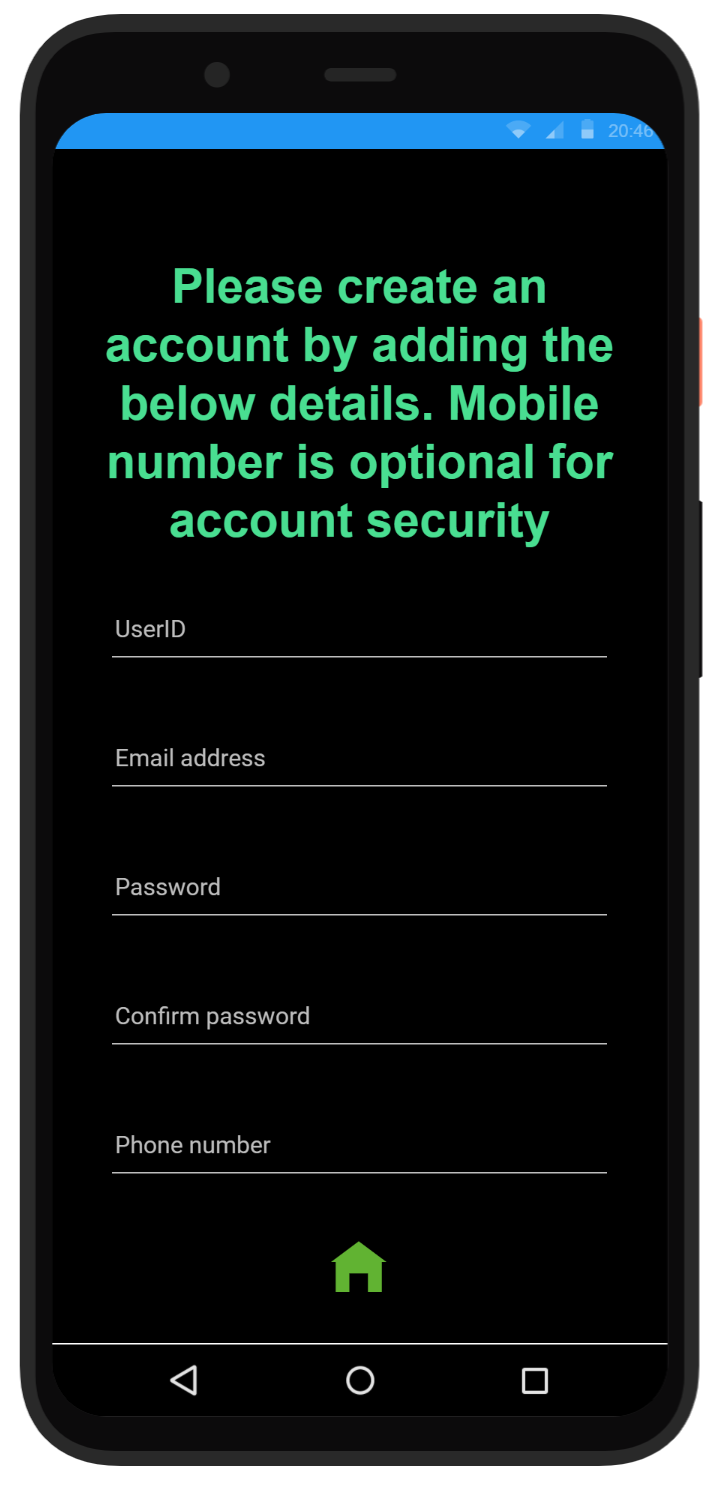 20:46
Please create an
account by adding the
below details. Mobile
number is optional for
account security
UserID
Email address
Password
Confirm password
Phone number